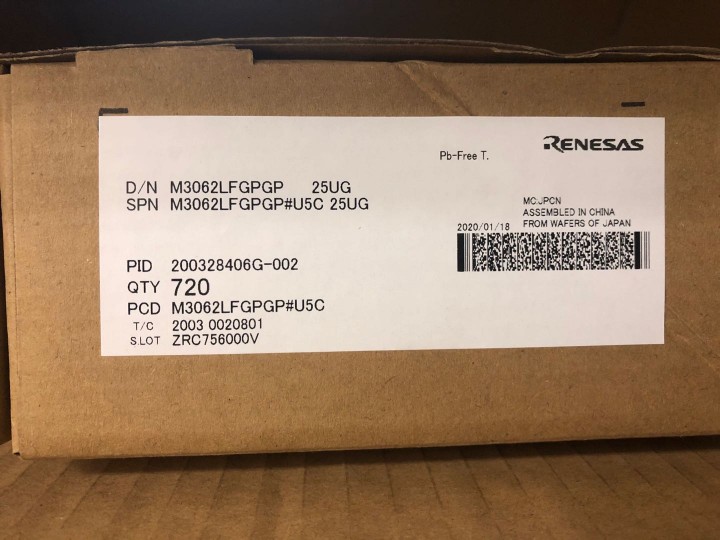 Pb-Free T.
RENESAS
D/N M3062LFGPGP 25UG
SPN M3062LFGPGP#U5C 25UG
MC:JPCN
ASSEMBLED IN CHINA
FROM WAFERS OF JAPAN
2020/01/18
PID 200328406G-002
QTY 720
PCD M3062LFGPGP#U5C
T/C 2003 0020801
S.LOT ZRC756000V